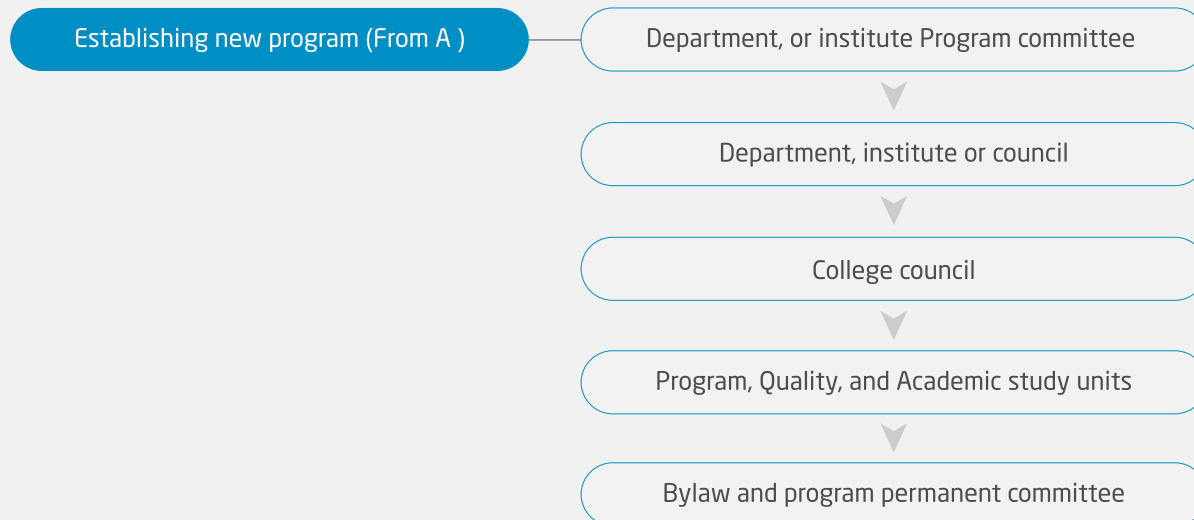 Establishing new program (From A )
Department, or institute Program committee
Department, institute or council
College council
Program, Quality, and Academic study units
Bylaw and program permanent committee